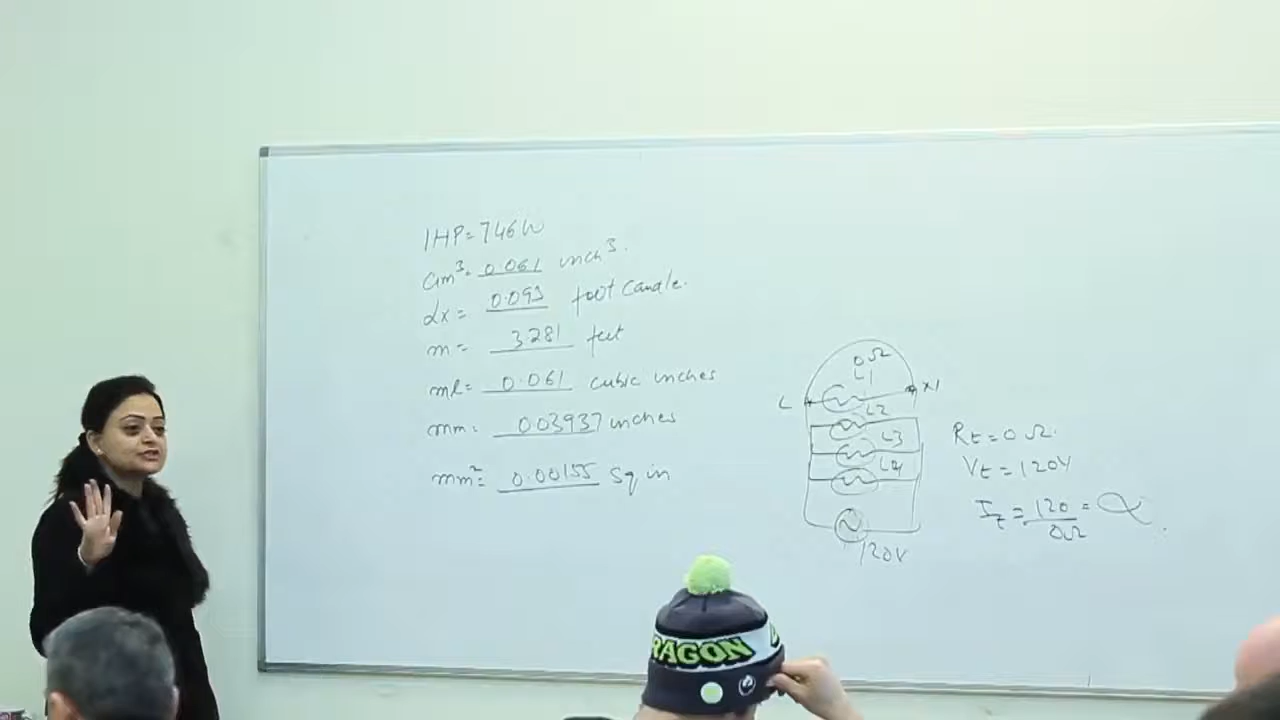 1HP=746W
cm³= 0.061 inch³.
Lx= 0.093 foot candle.
m= 3.281 feet
ml= 0.061 cubic inches
mm= 0.03937 inches
mm²= 0.00155 Sq in
0Ω
L1
L
X1
L2
L3
L4
120V
Rt=0Ω.
Vt=120V
It= 120/0Ω = ∝
RAGON